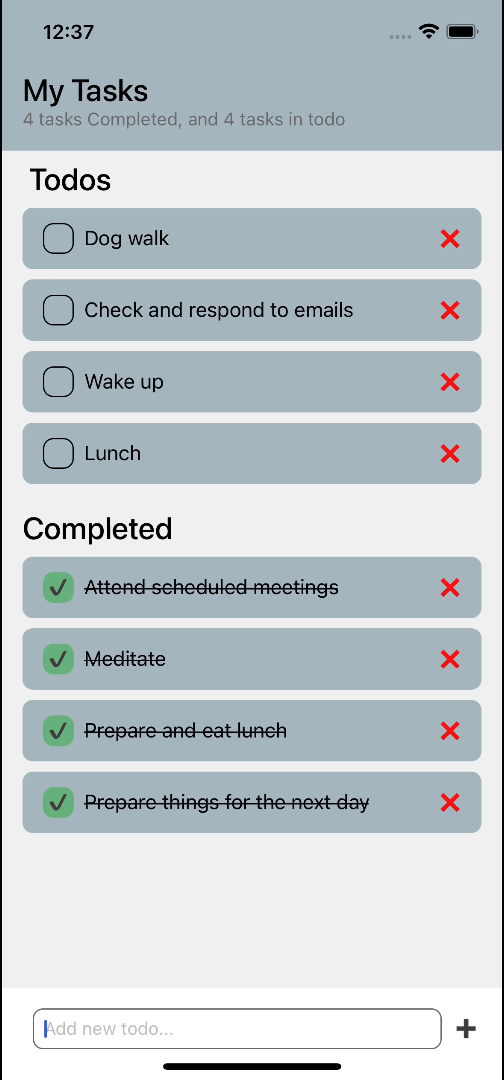 12:37
My Tasks
4 tasks Completed, and 4 tasks in todo
Todos
Dog walk
Check and respond to emails
Wake up
Lunch
Completed
Attend scheduled meetings
Meditate
Prepare and eat lunch
Prepare things for the next day
Add new todo...